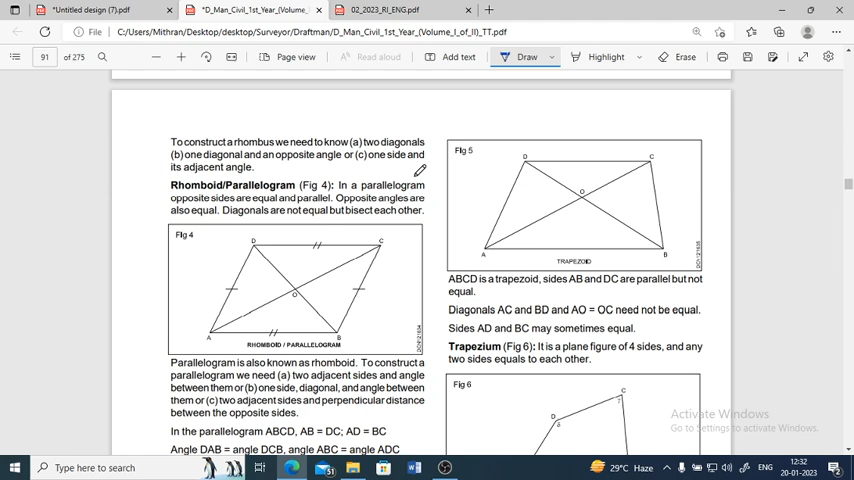 *Untitled design (7).pdf
*D_Man_Civil_1st_Year_(Volume_I
02_2023_RI_ENG.pdf
File
C:/Users/Mithran/Desktop/desktop/Surveyor/Draftman/D_Man_Civil_1st_Year_(Volume_I_of_II)_TT.pdf
91 of 275
Page view
Read aloud
Add text
Draw
Highlight
Erase
To construct a rhombus we need to know (a) two diagonals
(b) one diagonal and an opposite angle or (c) one side and
its adjacent angle.
Rhomboid/Parallelogram (Fig 4): In a parallelogram
opposite sides are equal and parallel. Opposite angles are
also equal. Diagonals are not equal but bisect each other.
Fig 4
D
C
O
A
B
RHOMBOID / PARALLELOGRAM
Parallelogram is also known as rhomboid. To construct a
parallelogram we need (a) two adjacent sides and angle
between them or (b) one side, diagonal, and angle between
them or (c) two adjacent sides and perpendicular distance
between the opposite sides.
In the parallelogram ABCD, AB = DC; AD = BC
Angle DAB = angle DCB, angle ABC = angle ADC
Fig 5
D
C
O
A
B
TRAPEZOID
ABCD is a trapezoid, sides AB and DC are parallel but not
equal.
Diagonals AC and BD and AO = OC need not be equal.
Sides AD and BC may sometimes equal.
Trapezium (Fig 6): It is a plane figure of 4 sides, and any
two sides equals to each other.
Fig 6
C
D
Activate Windows
Go to Settings to activate Windows.
Type here to search
51
29°C Haze
ENG
12:32
20-01-2023
2